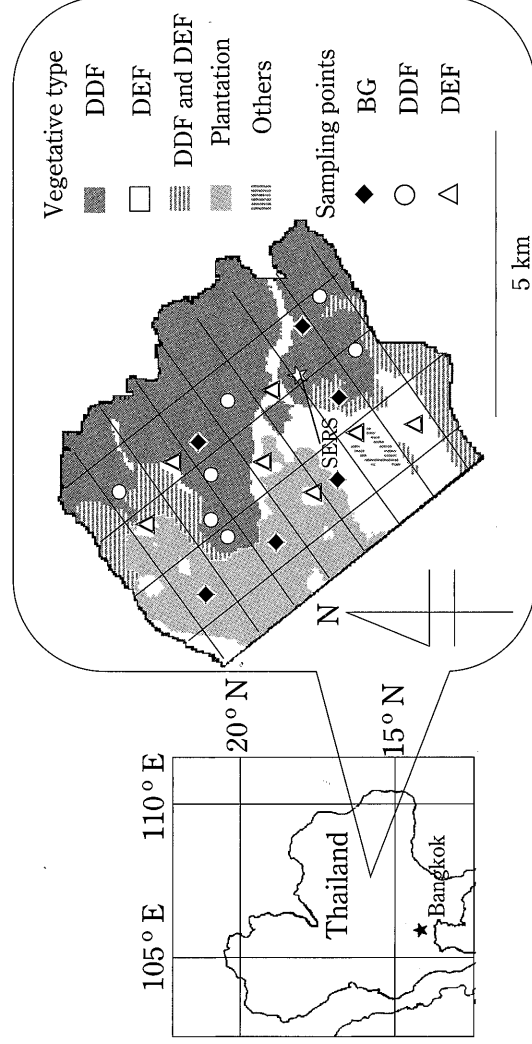 105° E
110° E
20° N
15° N
Thailand
Bangkok
N
SERS
Vegetative type
DDF
DEF
DDF and DEF
Plantation
Others
Sampling points
BG
DDF
DEF
5 km